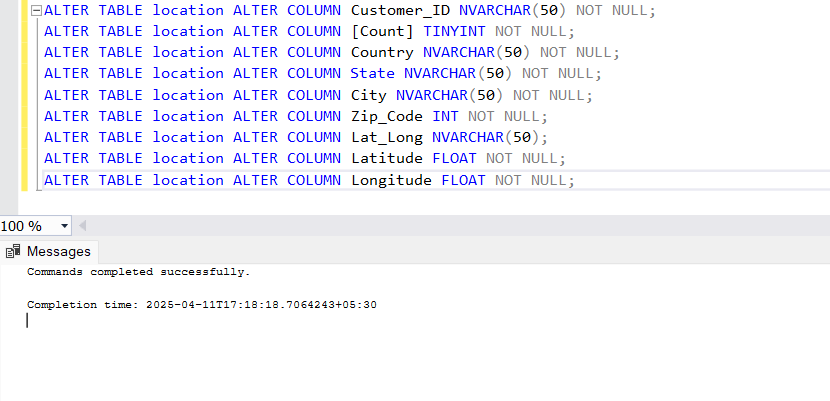 ALTER TABLE location ALTER COLUMN Customer_ID NVARCHAR(50) NOT NULL;
ALTER TABLE location ALTER COLUMN [Count] TINYINT NOT NULL;
ALTER TABLE location ALTER COLUMN Country NVARCHAR(50) NOT NULL;
ALTER TABLE location ALTER COLUMN State NVARCHAR(50) NOT NULL;
ALTER TABLE location ALTER COLUMN City NVARCHAR(50) NOT NULL;
ALTER TABLE location ALTER COLUMN Zip_Code INT NOT NULL;
ALTER TABLE location ALTER COLUMN Lat_Long NVARCHAR(50);
ALTER TABLE location ALTER COLUMN Latitude FLOAT NOT NULL;
ALTER TABLE location ALTER COLUMN Longitude FLOAT NOT NULL;
100 %
Messages
Commands completed successfully.
Completion time: 2025-04-11T17:18:18.7064243+05:30